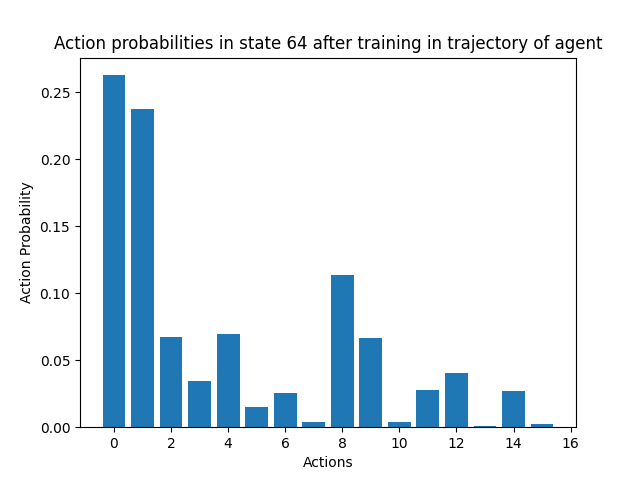 Action probabilities in state 64 after training in trajectory of agent
0.25
0.20
0.15
0.10
0.05
0.00
Action Probability
0 2 4 6 8 10 12 14 16
Actions